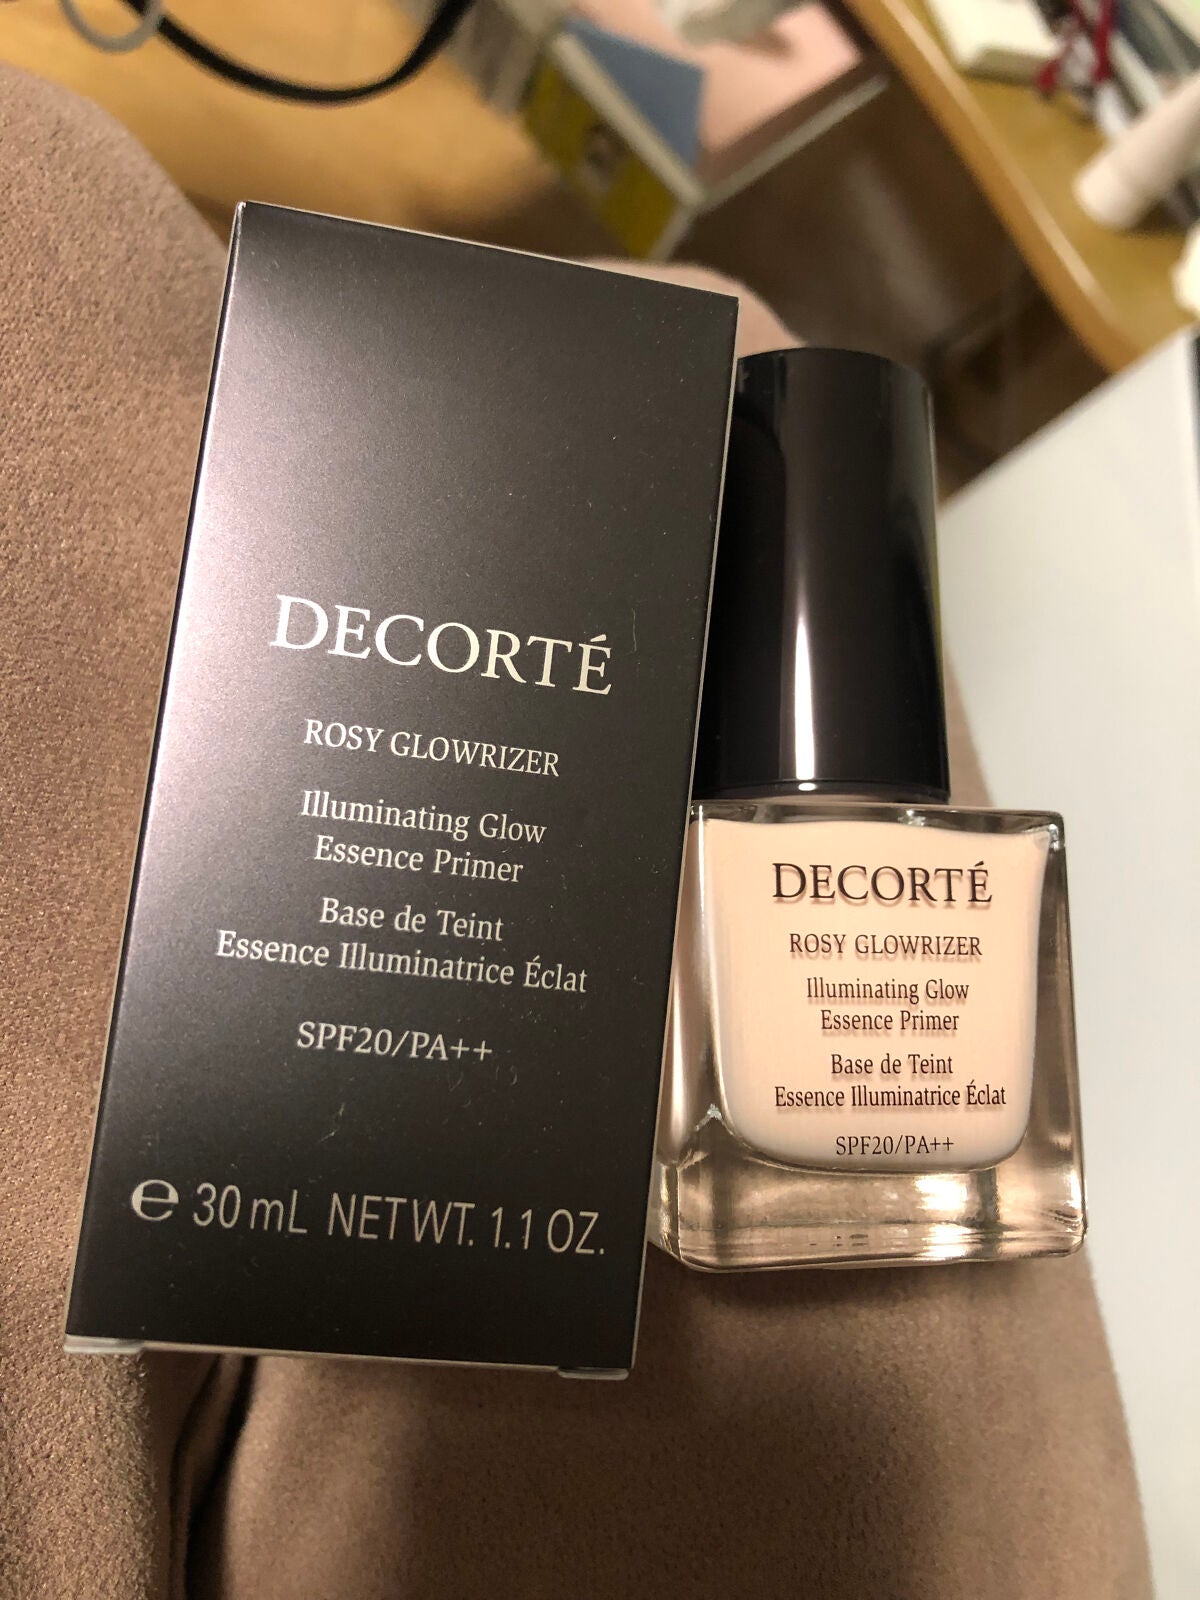 DECORTÉ
ROSY GLOWRIZER
Illuminating Glow
Essence Primer
Base de Teint
Essence Illuminatrice Éclat
SPF20/PA++
℮ 30 mL NET WT. 1.1 OZ.
DECORTÉ
ROSY GLOWRIZER
Illuminating Glow
Essence Primer
Base de Teint
Essence Illuminatrice Éclat
SPF20/PA++